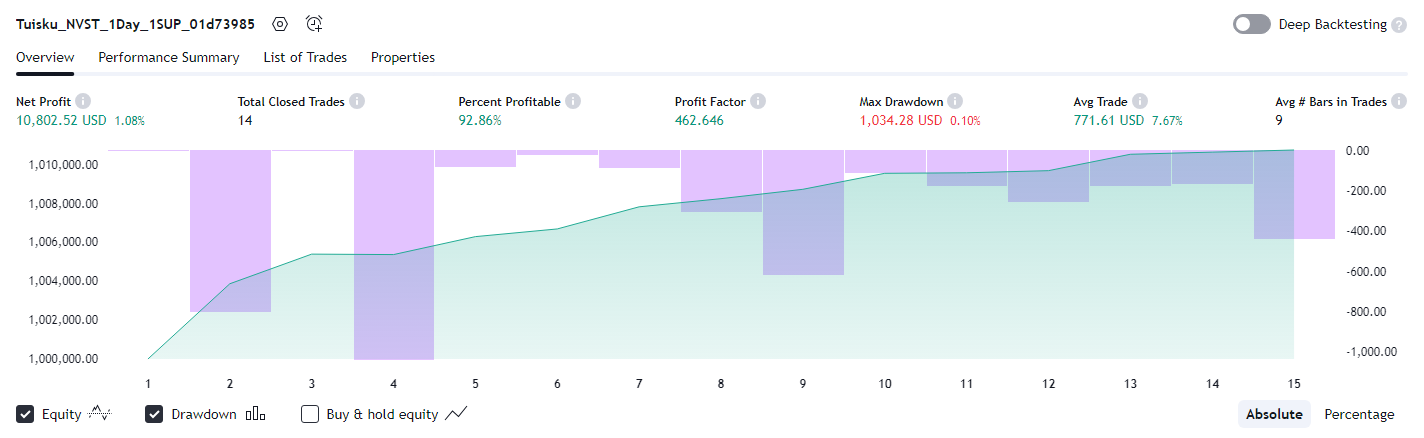 Tuisku_NVST_1Day_1SUP_01d73985
Deep Backtesting ?
Overview Performance Summary List of Trades Properties
Net Profit Total Closed Trades Percent Profitable Profit Factor Max Drawdown Avg Trade Avg # Bars in Trades
10,802.52 USD 1.08% 14 92.86% 462.646 1,034.28 USD 0.10% 771.61 USD 7.67% 9
1,010,000.00 0.00
1,008,000.00 -200.00
1,006,000.00 -400.00
1,004,000.00 -600.00
1,002,000.00 -800.00
1,000,000.00 -1,000.00
1 2 3 4 5 6 7 8 9 10 11 12 13 14 15
Equity Drawdown Buy & hold equity Absolute Percentage